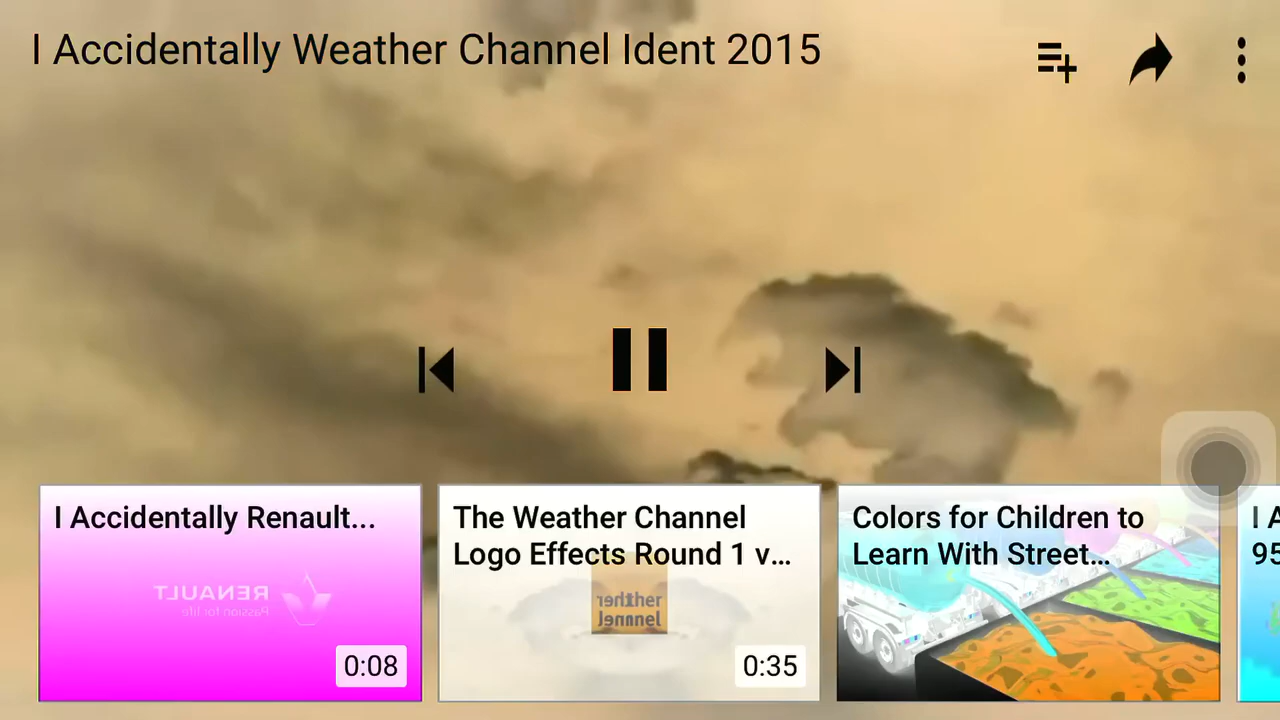 I Accidentally Weather Channel Ident 2015
I Accidentally Renault...
RENAULT
Passion for life
0:08
The Weather Channel
Logo Effects Round 1 v...
0:35
Colors for Children to
Learn With Street...
I A
95